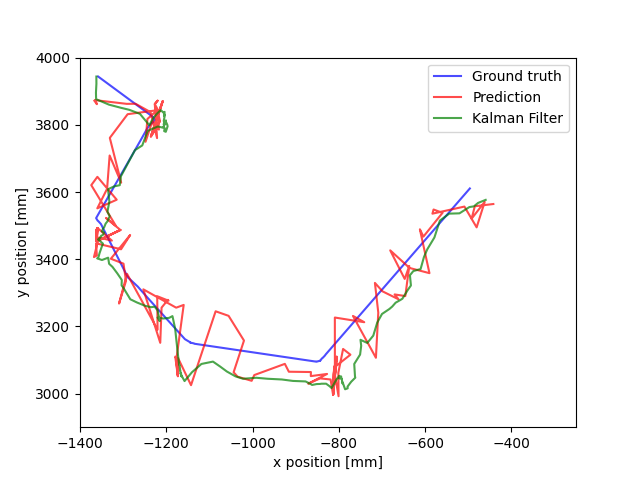 4000
Ground truth
Prediction
Kalman Filter
3800
3600
3400
3200
3000
y position [mm]
−1400 −1200 −1000 −800 −600 −400
x position [mm]